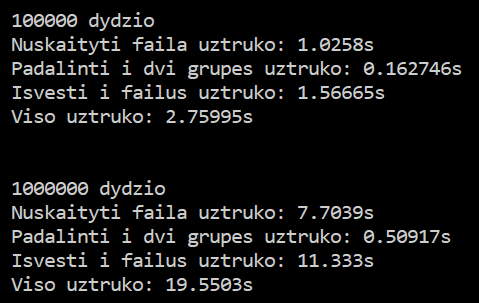 100000 dydzio
Nuskaityti faila uztruko: 1.0258s
Padalinti i dvi grupes uztruko: 0.162746s
Isvesti i failus uztruko: 1.56665s
Viso uztruko: 2.75995s
1000000 dydzio
Nuskaityti faila uztruko: 7.7039s
Padalinti i dvi grupes uztruko: 0.50917s
Isvesti i failus uztruko: 11.333s
Viso uztruko: 19.5503s